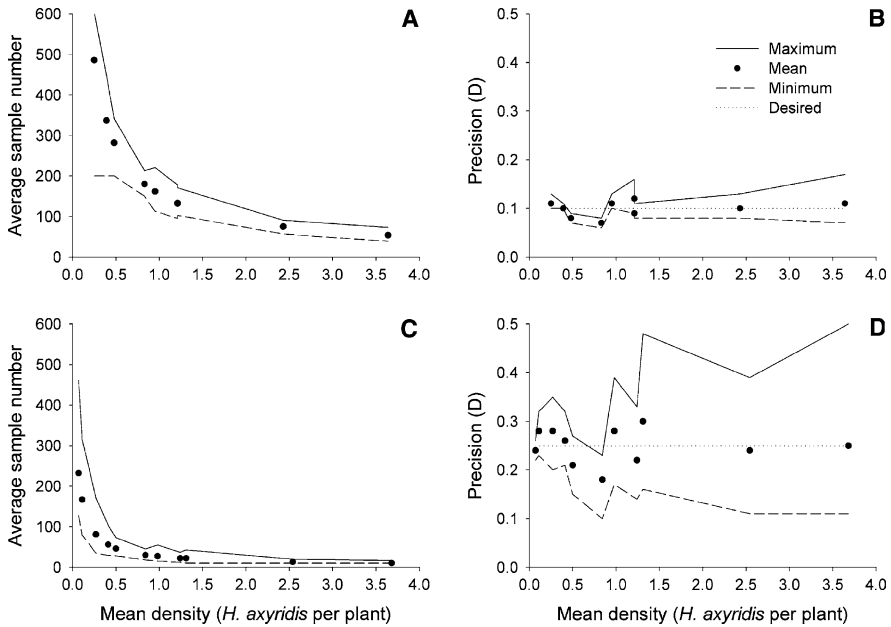 A
600
500
400
300
200
100
0
Average sample number
0.0 0.5 1.0 1.5 2.0 2.5 3.0 3.5 4.0
B
0.5
0.4
0.3
0.2
0.1
0.0
Precision (D)
Maximum
Mean
Minimum
Desired
0.0 0.5 1.0 1.5 2.0 2.5 3.0 3.5 4.0
C
600
500
400
300
200
100
0
Average sample number
0.0 0.5 1.0 1.5 2.0 2.5 3.0 3.5 4.0
Mean density (H. axyridis per plant)
D
0.5
0.4
0.3
0.2
0.1
0.0
Precision (D)
0.0 0.5 1.0 1.5 2.0 2.5 3.0 3.5 4.0
Mean density (H. axyridis per plant)